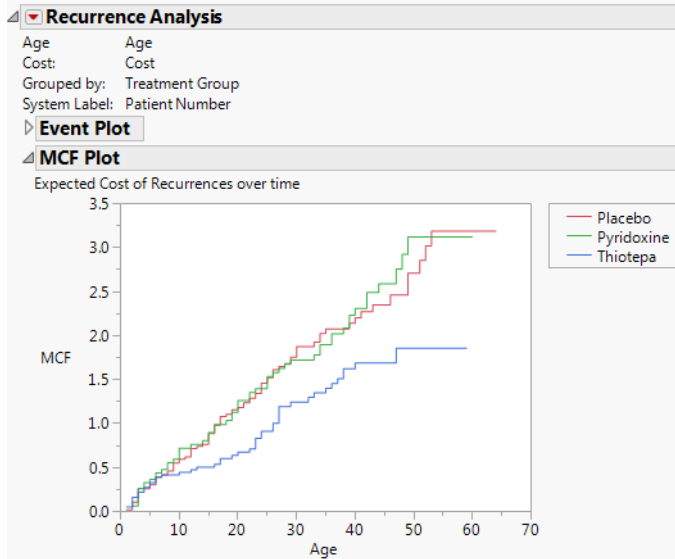 Recurrence Analysis
Age Age
Cost: Cost
Grouped by: Treatment Group
System Label: Patient Number
Event Plot
MCF Plot
Expected Cost of Recurrences over time
3.5
3.0
2.5
2.0
1.5
1.0
0.5
0.0
MCF
0 10 20 30 40 50 60 70
Age
Placebo
Pyridoxine
Thiotepa